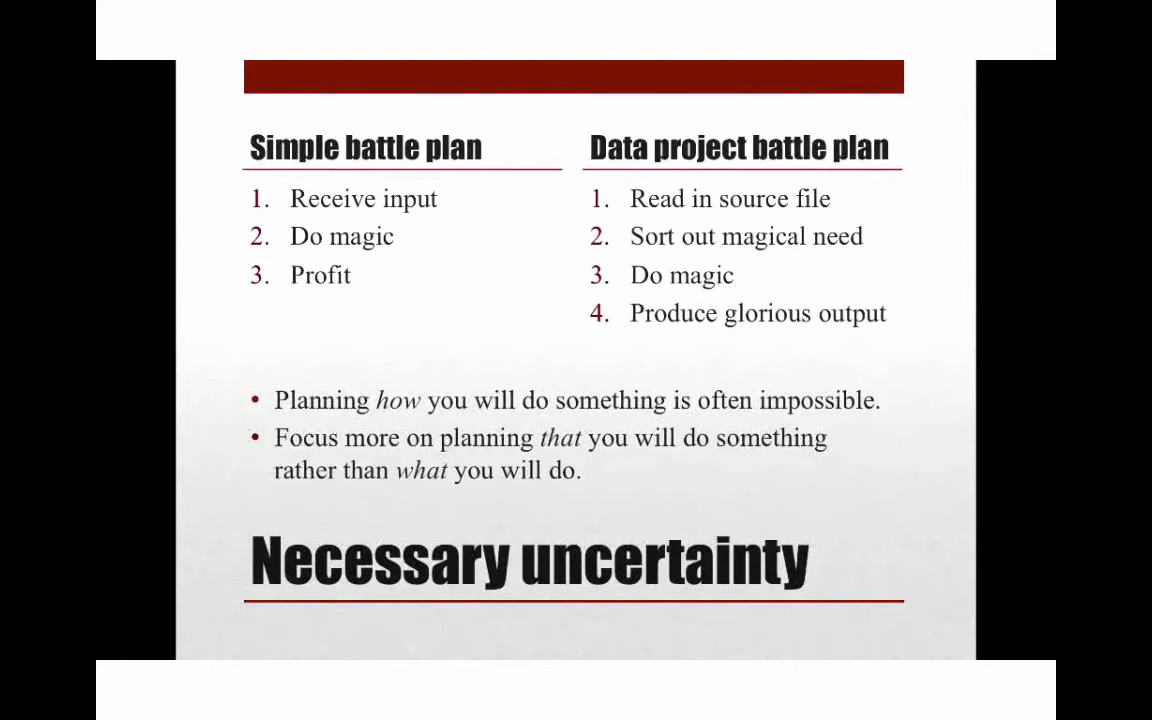 Simple battle plan
1. Receive input
2. Do magic
3. Profit
Data project battle plan
1. Read in source file
2. Sort out magical need
3. Do magic
4. Produce glorious output
• Planning how you will do something is often impossible.
• Focus more on planning that you will do something
rather than what you will do.
Necessary uncertainty